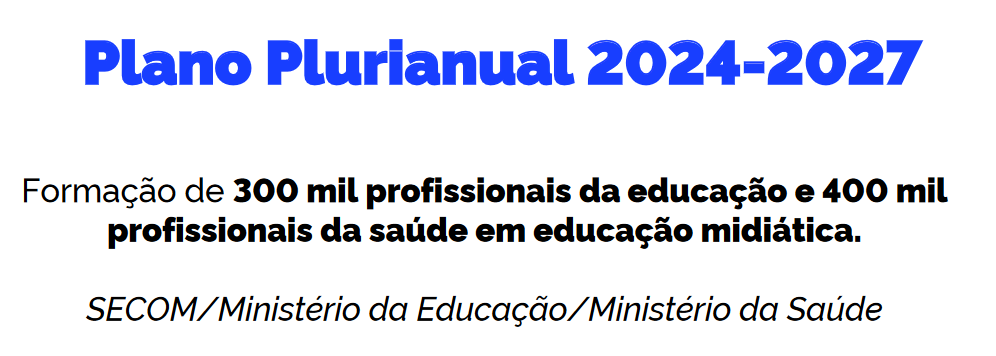 Plano Plurianual 2024-2027
Formação de 300 mil profissionais da educação e 400 mil
profissionais da saúde em educação midiática.
SECOM/Ministério da Educação/Ministério da Saúde